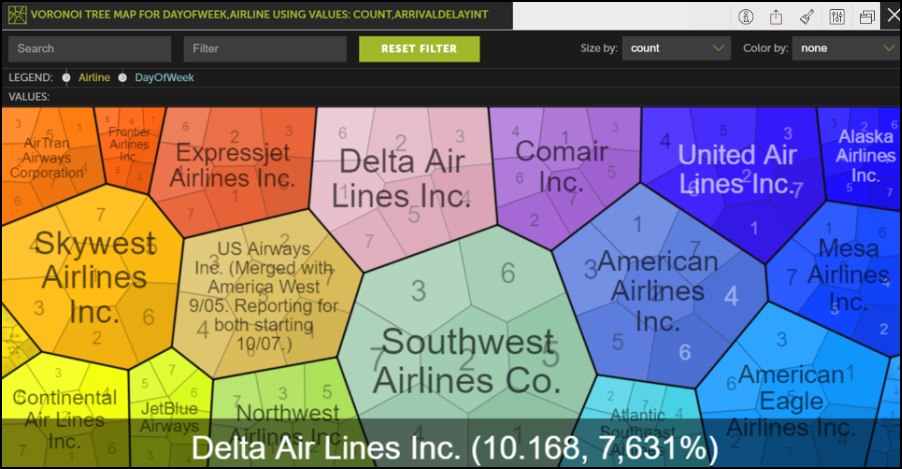 VORONOI TREE MAP FOR DAYOFWEEK,AIRLINE USING VALUES: COUNT,ARRIVALDELAYINT
Search
Filter
RESET FILTER
Size by:
count
Color by:
none
LEGEND:
Airline
DayOfWeek
VALUES:
AirTran
Airways
Corporation
Frontier
Airlines
Inc.
Expressjet
Airlines Inc.
Delta Air
Lines Inc.
Comair
Inc.
United Air
Lines Inc.
Alaska
Airlines
Inc.
Skywest
Airlines
Inc.
US Airways
Inc. (Merged with
America West
9/05. Reporting for
both starting
10/07.)
Southwest
Airlines Co.
American
Airlines
Inc.
Mesa
Airlines
Inc.
Continental
Air Lines
Inc.
JetBlue
Airways
Northwest
Airlines Inc.
Atlantic
Southeast
Airlines
American
Eagle
Airlines Inc.
Delta Air Lines Inc. (10.168, 7,631%)